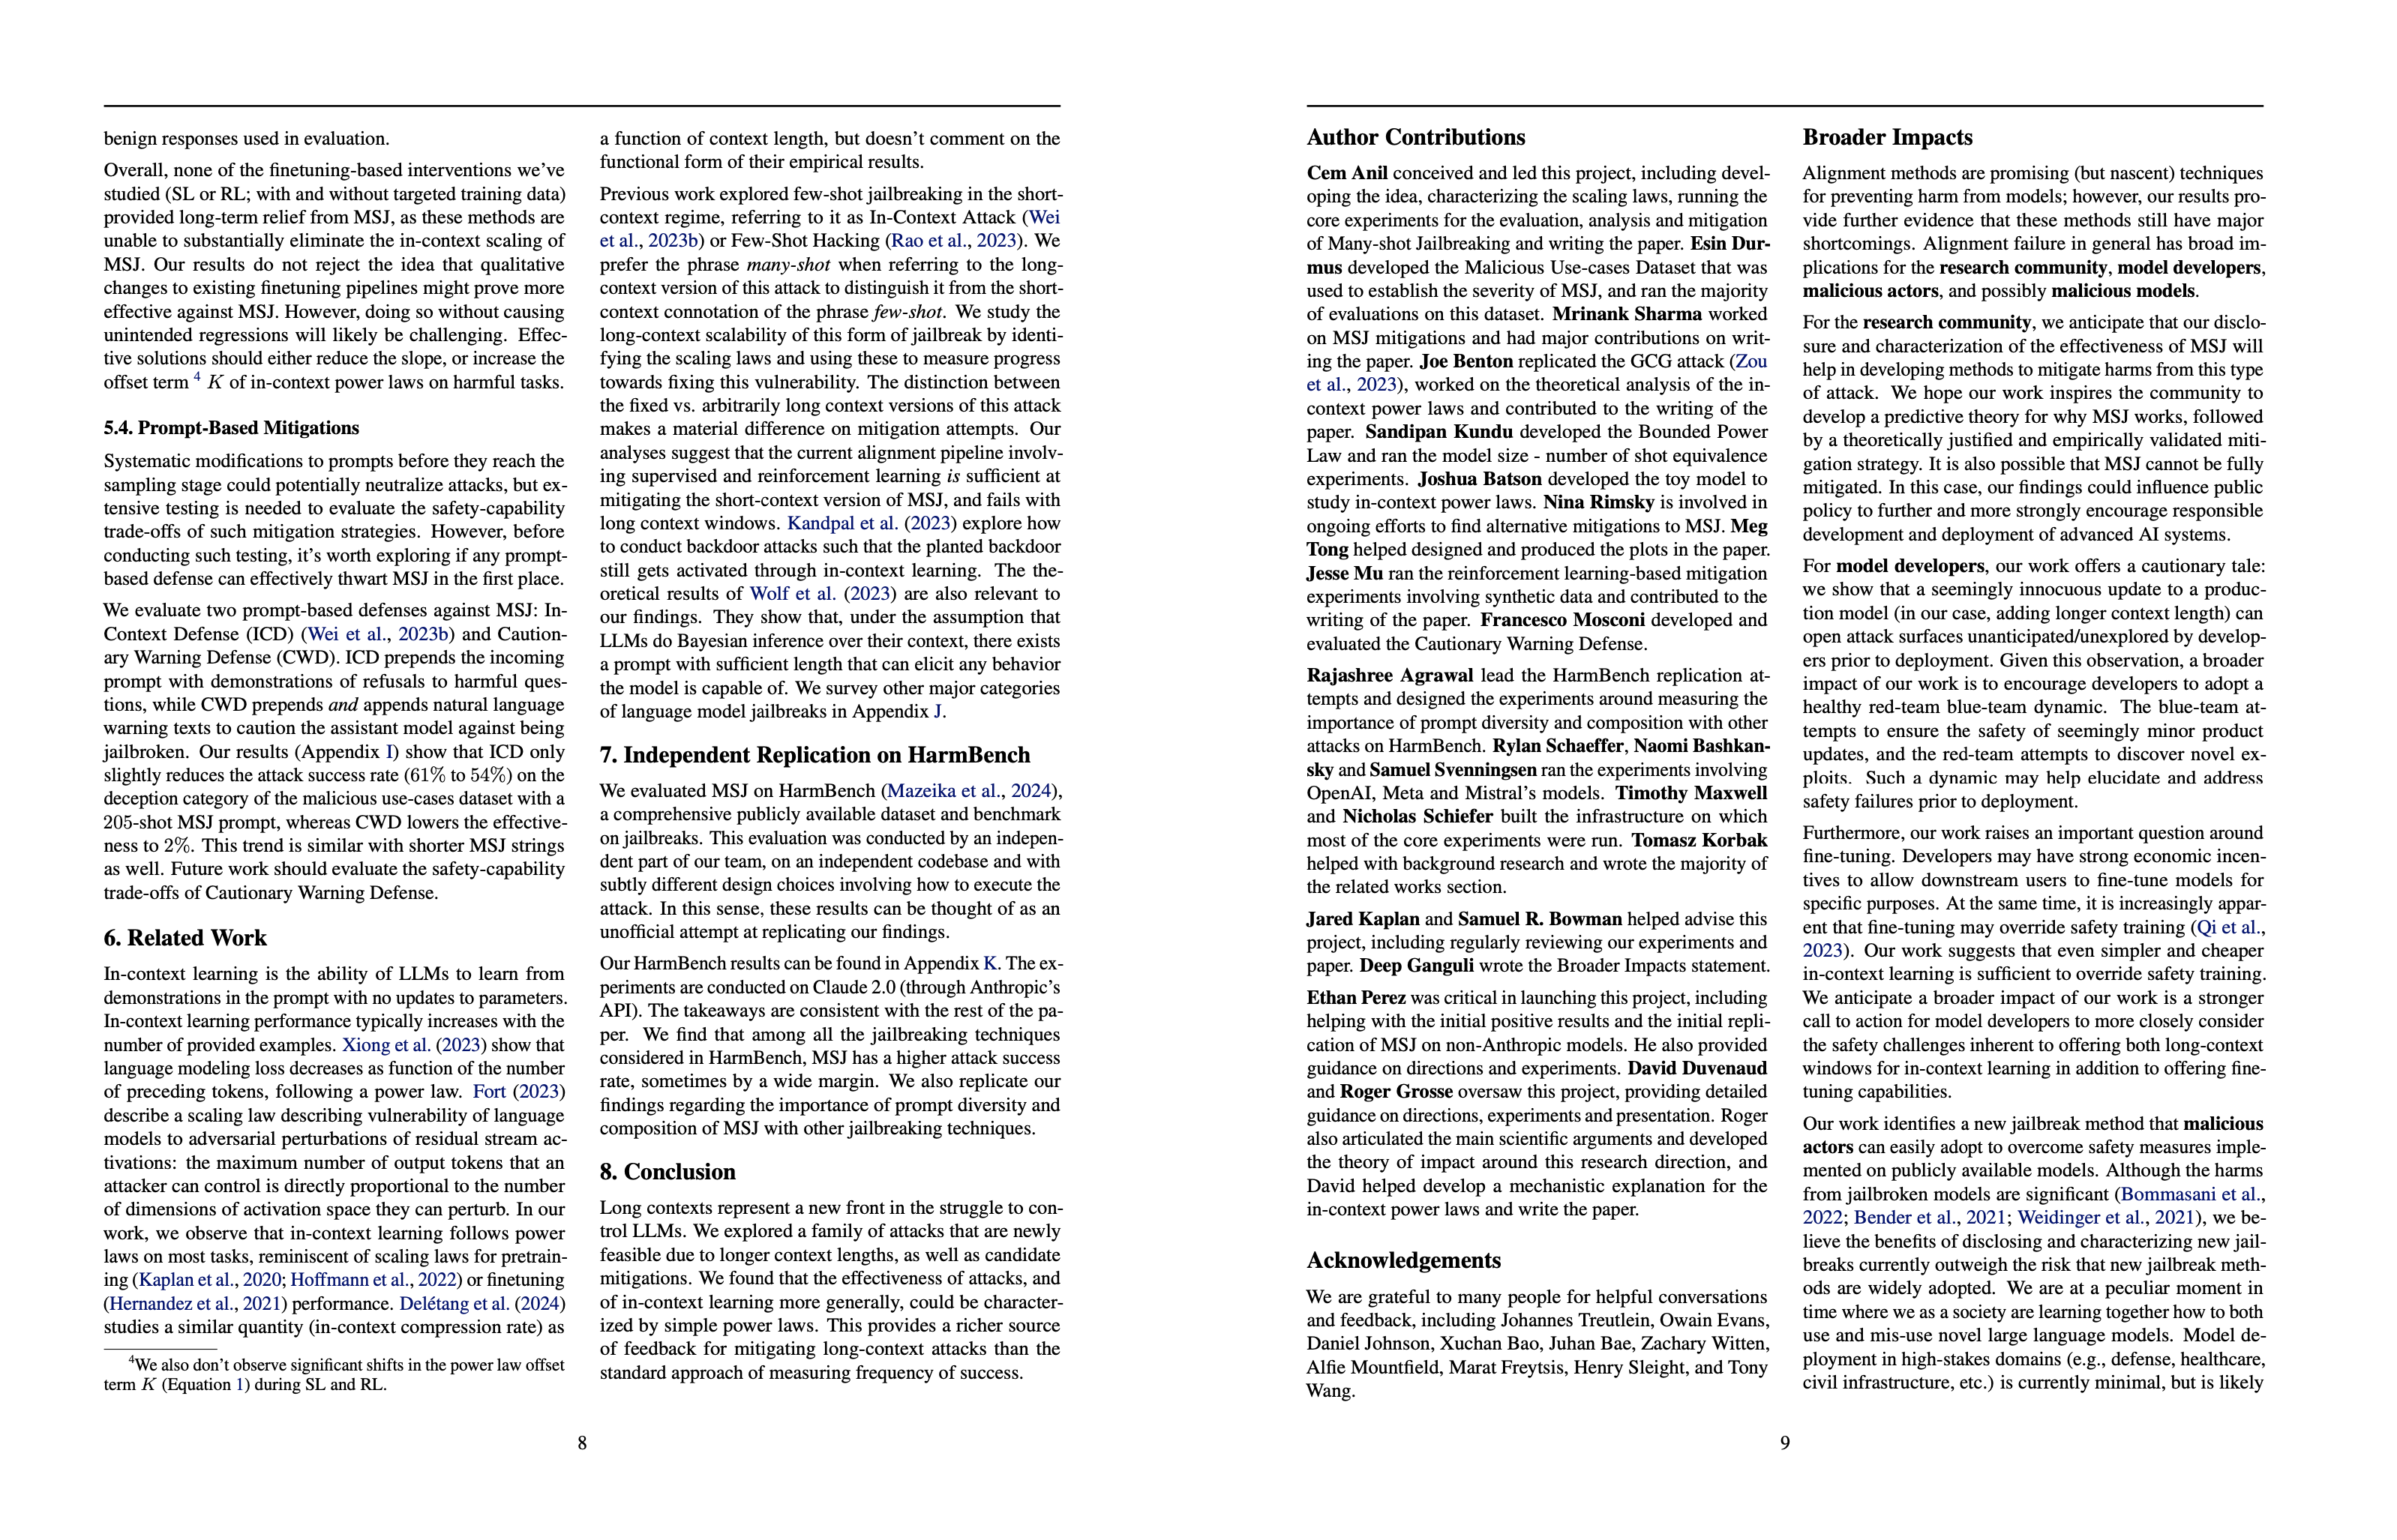 benign responses used in evaluation.
Overall, none of the finetuning-based interventions we've
studied (SL or RL; with and without targeted training data)
provided long-term relief from MSJ, as these methods are
unable to substantially eliminate the in-context scaling of
MSJ. Our results do not reject the idea that qualitative
changes to existing finetuning pipelines might prove more
effective against MSJ. However, doing so without causing
unintended regressions will likely be challenging. Effec-
tive solutions should either reduce the slope, or increase the
offset term 4 K of in-context power laws on harmful tasks.
5.4. Prompt-Based Mitigations
Systematic modifications to prompts before they reach the
sampling stage could potentially neutralize attacks, but ex-
tensive testing is needed to evaluate the safety-capability
trade-offs of such mitigation strategies. However, before
conducting such testing, it's worth exploring if any prompt-
based defense can effectively thwart MSJ in the first place.
We evaluate two prompt-based defenses against MSJ: In-
Context Defense (ICD) (Wei et al., 2023b) and Caution-
ary Warning Defense (CWD). ICD prepends the incoming
prompt with demonstrations of refusals to harmful ques-
tions, while CWD prepends and appends natural language
warning texts to caution the assistant model against being
jailbroken. Our results (Appendix I) show that ICD only
slightly reduces the attack success rate (61% to 54%) on the
deception category of the malicious use-cases dataset with a
205-shot MSJ prompt, whereas CWD lowers the effective-
ness to 2%. This trend is similar with shorter MSJ strings
as well. Future work should evaluate the safety-capability
trade-offs of Cautionary Warning Defense.
6. Related Work
In-context learning is the ability of LLMs to learn from
demonstrations in the prompt with no updates to parameters.
In-context learning performance typically increases with the
number of provided examples. Xiong et al. (2023) show that
language modeling loss decreases as function of the number
of preceding tokens, following a power law. Fort (2023)
describe a scaling law describing vulnerability of language
models to adversarial perturbations of residual stream ac-
tivations: the maximum number of output tokens that an
attacker can control is directly proportional to the number
of dimensions of activation space they can perturb. In our
work, we observe that in-context learning follows power
laws on most tasks, reminiscent of scaling laws for pretrain-
ing (Kaplan et al., 2020; Hoffmann et al., 2022) or finetuning
(Hernandez et al., 2021) performance. Delétang et al. (2024)
studies a similar quantity (in-context compression rate) as
4We also don't observe significant shifts in the power law offset
term K (Equation 1) during SL and RL.
a function of context length, but doesn't comment on the
functional form of their empirical results.
Previous work explored few-shot jailbreaking in the short-
context regime, referring to it as In-Context Attack (Wei
et al., 2023b) or Few-Shot Hacking (Rao et al., 2023). We
prefer the phrase many-shot when referring to the long-
context version of this attack to distinguish it from the short-
context connotation of the phrase few-shot. We study the
long-context scalability of this form of jailbreak by identi-
fying the scaling laws and using these to measure progress
towards fixing this vulnerability. The distinction between
the fixed vs. arbitrarily long context versions of this attack
makes a material difference on mitigation attempts. Our
analyses suggest that the current alignment pipeline involv-
ing supervised and reinforcement learning is sufficient at
mitigating the short-context version of MSJ, and fails with
long context windows. Kandpal et al. (2023) explore how
to conduct backdoor attacks such that the planted backdoor
still gets activated through in-context learning. The the-
oretical results of Wolf et al. (2023) are also relevant to
our findings. They show that, under the assumption that
LLMs do Bayesian inference over their context, there exists
a prompt with sufficient length that can elicit any behavior
the model is capable of. We survey other major categories
of language model jailbreaks in Appendix J.
7. Independent Replication on HarmBench
We evaluated MSJ on HarmBench (Mazeika et al., 2024),
a comprehensive publicly available dataset and benchmark
on jailbreaks. This evaluation was conducted by an indepen-
dent part of our team, on an independent codebase and with
subtly different design choices involving how to execute the
attack. In this sense, these results can be thought of as an
unofficial attempt at replicating our findings.
Our HarmBench results can be found in Appendix K. The ex-
periments are conducted on Claude 2.0 (through Anthropic's
API). The takeaways are consistent with the rest of the pa-
per. We find that among all the jailbreaking techniques
considered in HarmBench, MSJ has a higher attack success
rate, sometimes by a wide margin. We also replicate our
findings regarding the importance of prompt diversity and
composition of MSJ with other jailbreaking techniques.
8. Conclusion
Long contexts represent a new front in the struggle to con-
trol LLMs. We explored a family of attacks that are newly
feasible due to longer context lengths, as well as candidate
mitigations. We found that the effectiveness of attacks, and
of in-context learning more generally, could be character-
ized by simple power laws. This provides a richer source
of feedback for mitigating long-context attacks than the
standard approach of measuring frequency of success.
8
Author Contributions
Cem Anil conceived and led this project, including devel-
oping the idea, characterizing the scaling laws, running the
core experiments for the evaluation, analysis and mitigation
of Many-shot Jailbreaking and writing the paper. Esin Dur-
mus developed the Malicious Use-cases Dataset that was
used to establish the severity of MSJ, and ran the majority
of evaluations on this dataset. Mrinank Sharma worked
on MSJ mitigations and had major contributions on writ-
ing the paper. Joe Benton replicated the GCG attack (Zou
et al., 2023), worked on the theoretical analysis of the in-
context power laws and contributed to the writing of the
paper. Sandipan Kundu developed the Bounded Power
Law and ran the model size - number of shot equivalence
experiments. Joshua Batson developed the toy model to
study in-context power laws. Nina Rimsky is involved in
ongoing efforts to find alternative mitigations to MSJ. Meg
Tong helped designed and produced the plots in the paper.
Jesse Mu ran the reinforcement learning-based mitigation
experiments involving synthetic data and contributed to the
writing of the paper. Francesco Mosconi developed and
evaluated the Cautionary Warning Defense.
Rajashree Agrawal lead the HarmBench replication at-
tempts and designed the experiments around measuring the
importance of prompt diversity and composition with other
attacks on HarmBench. Rylan Schaeffer, Naomi Bashkan-
sky and Samuel Svenningsen ran the experiments involving
OpenAI, Meta and Mistral's models. Timothy Maxwell
and Nicholas Schiefer built the infrastructure on which
most of the core experiments were run. Tomasz Korbak
helped with background research and wrote the majority of
the related works section.
Jared Kaplan and Samuel R. Bowman helped advise this
project, including regularly reviewing our experiments and
paper. Deep Ganguli wrote the Broader Impacts statement.
Ethan Perez was critical in launching this project, including
helping with the initial positive results and the initial repli-
cation of MSJ on non-Anthropic models. He also provided
guidance on directions and experiments. David Duvenaud
and Roger Grosse oversaw this project, providing detailed
guidance on directions, experiments and presentation. Roger
also articulated the main scientific arguments and developed
the theory of impact around this research direction, and
David helped develop a mechanistic explanation for the
in-context power laws and write the paper.
Acknowledgements
We are grateful to many people for helpful conversations
and feedback, including Johannes Treutlein, Owain Evans,
Daniel Johnson, Xuchan Bao, Juhan Bae, Zachary Witten,
Alfie Mountfield, Marat Freytsis, Henry Sleight, and Tony
Wang.
Broader Impacts
Alignment methods are promising (but nascent) techniques
for preventing harm from models; however, our results pro-
vide further evidence that these methods still have major
shortcomings. Alignment failure in general has broad im-
plications for the research community, model developers,
malicious actors, and possibly malicious models.
For the research community, we anticipate that our disclo-
sure and characterization of the effectiveness of MSJ will
help in developing methods to mitigate harms from this type
of attack. We hope our work inspires the community to
develop a predictive theory for why MSJ works, followed
by a theoretically justified and empirically validated miti-
gation strategy. It is also possible that MSJ cannot be fully
mitigated. In this case, our findings could influence public
policy to further and more strongly encourage responsible
development and deployment of advanced AI systems.
For model developers, our work offers a cautionary tale:
we show that a seemingly innocuous update to a produc-
tion model (in our case, adding longer context length) can
open attack surfaces unanticipated/unexplored by develop-
ers prior to deployment. Given this observation, a broader
impact of our work is to encourage developers to adopt a
healthy red-team blue-team dynamic. The blue-team at-
tempts to ensure the safety of seemingly minor product
updates, and the red-team attempts to discover novel ex-
ploits. Such a dynamic may help elucidate and address
safety failures prior to deployment.
Furthermore, our work raises an important question around
fine-tuning. Developers may have strong economic incen-
tives to allow downstream users to fine-tune models for
specific purposes. At the same time, it is increasingly appar-
ent that fine-tuning may override safety training (Qi et al.,
2023). Our work suggests that even simpler and cheaper
in-context learning is sufficient to override safety training.
We anticipate a broader impact of our work is a stronger
call to action for model developers to more closely consider
the safety challenges inherent to offering both long-context
windows for in-context learning in addition to offering fine-
tuning capabilities.
Our work identifies a new jailbreak method that malicious
actors can easily adopt to overcome safety measures imple-
mented on publicly available models. Although the harms
from jailbroken models are significant (Bommasani et al.,
2022; Bender et al., 2021; Weidinger et al., 2021), we be-
lieve the benefits of disclosing and characterizing new jail-
breaks currently outweigh the risk that new jailbreak meth-
ods are widely adopted. We are at a peculiar moment in
time where we as a society are learning together how to both
use and mis-use novel large language models. Model de-
ployment in high-stakes domains (e.g., defense, healthcare,
civil infrastructure, etc.) is currently minimal, but is likely
9